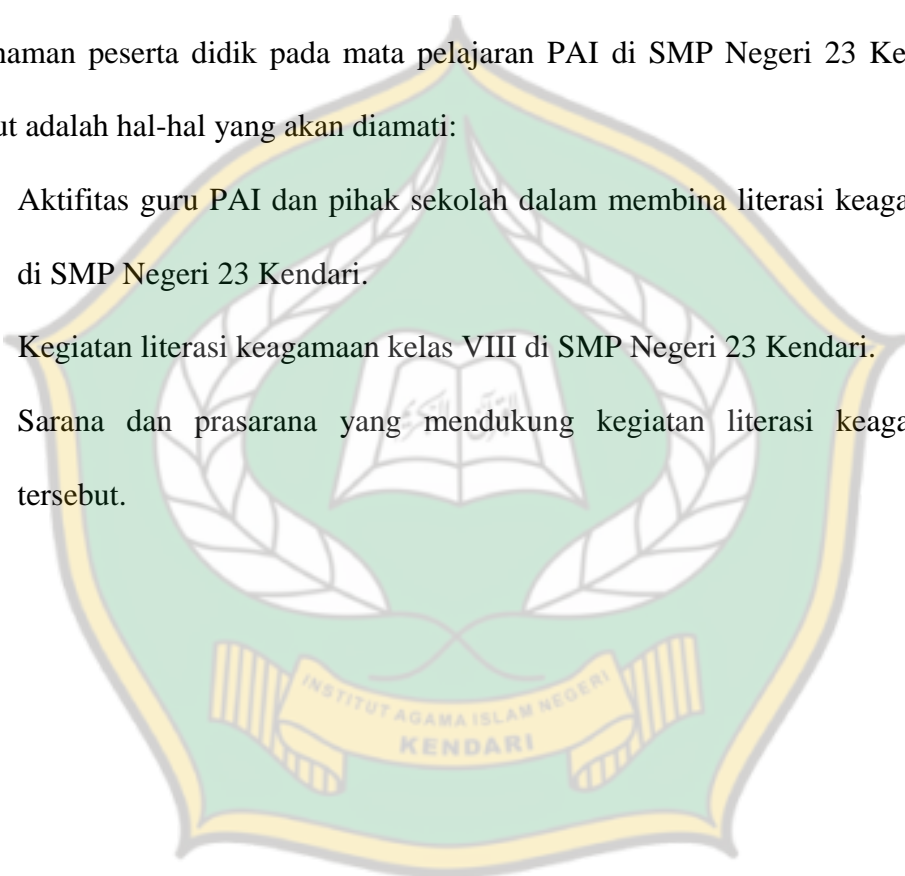 naman peserta didik pada mata pelajaran PAI di SMP Negeri 23 Ke
ut adalah hal-hal yang akan diamati:
Aktifitas guru PAI dan pihak sekolah dalam membina literasi keaga
di SMP Negeri 23 Kendari.
Kegiatan literasi keagamaan kelas VIII di SMP Negeri 23 Kendari.
Sarana dan prasarana yang mendukung kegiatan literasi keaga
tersebut.
INSTITUT AGAMA ISLAM NEGERI
KENDARI